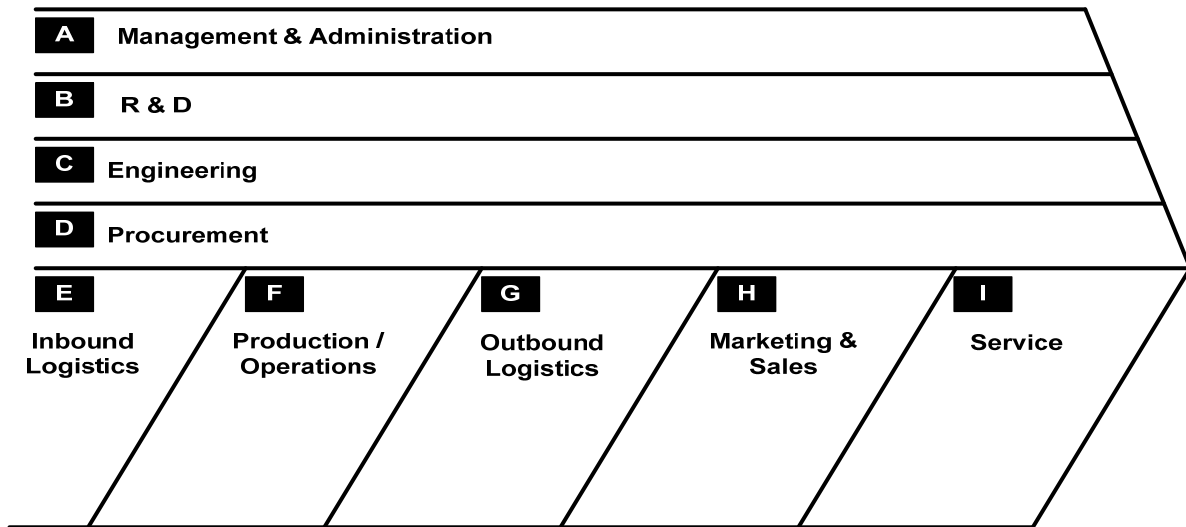 A Management & Administration
B R & D
C Engineering
D Procurement
E
Inbound
Logistics
F
Production /
Operations
G
Outbound
Logistics
H
Marketing &
Sales
I
Service